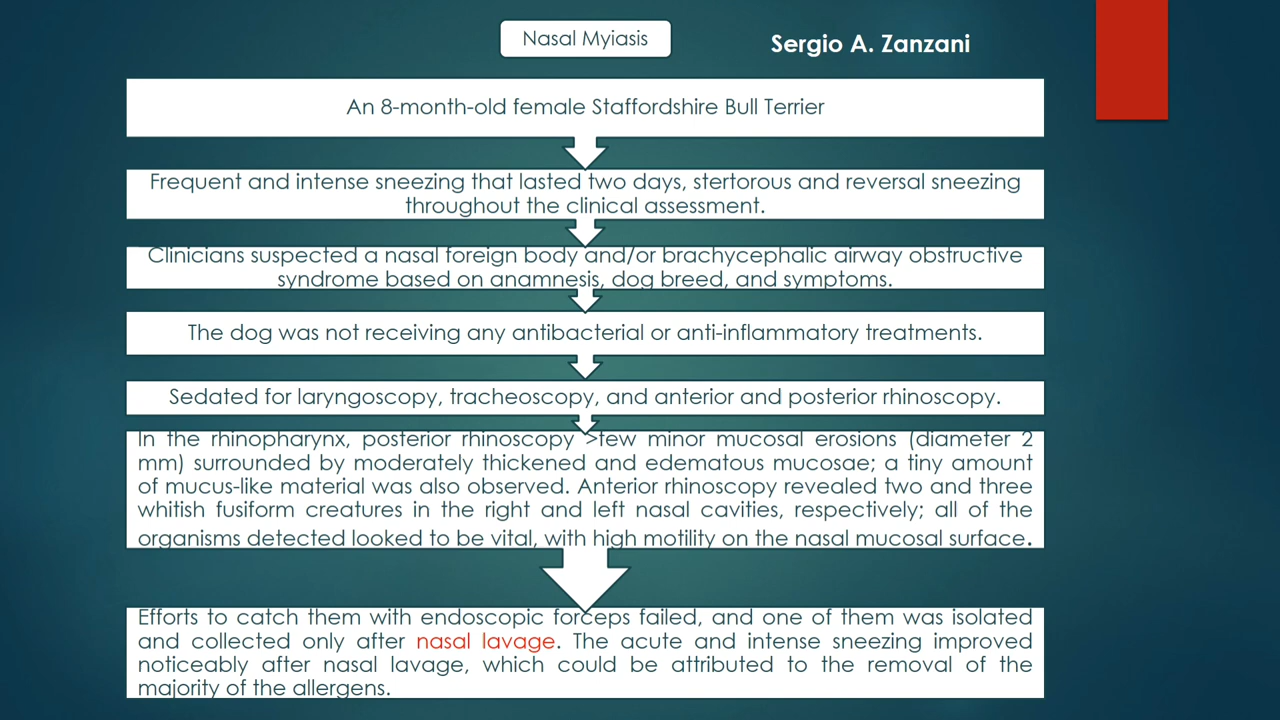 Nasal Myiasis
Sergio A. Zanzani
An 8-month-old female Staffordshire Bull Terrier
Frequent and intense sneezing that lasted two days, stertorous and reversal sneezing
throughout the clinical assessment.
Clinicians suspected a nasal foreign body and/or brachycephalic airway obstructive
syndrome based on anamnesis, dog breed, and symptoms.
The dog was not receiving any antibacterial or anti-inflammatory treatments.
Sedated for laryngoscopy, tracheoscopy, and anterior and posterior rhinoscopy.
In the rhinopharynx, posterior rhinoscopy >few minor mucosal erosions (diameter 2
mm) surrounded by moderately thickened and edematous mucosae; a tiny amount
of mucus-like material was also observed. Anterior rhinoscopy revealed two and three
whitish fusiform creatures in the right and left nasal cavities, respectively; all of the
organisms detected looked to be vital, with high motility on the nasal mucosal surface.
Efforts to catch them with endoscopic forceps failed, and one of them was isolated
and collected only after nasal lavage. The acute and intense sneezing improved
noticeably after nasal lavage, which could be attributed to the removal of the
majority of the allergens.